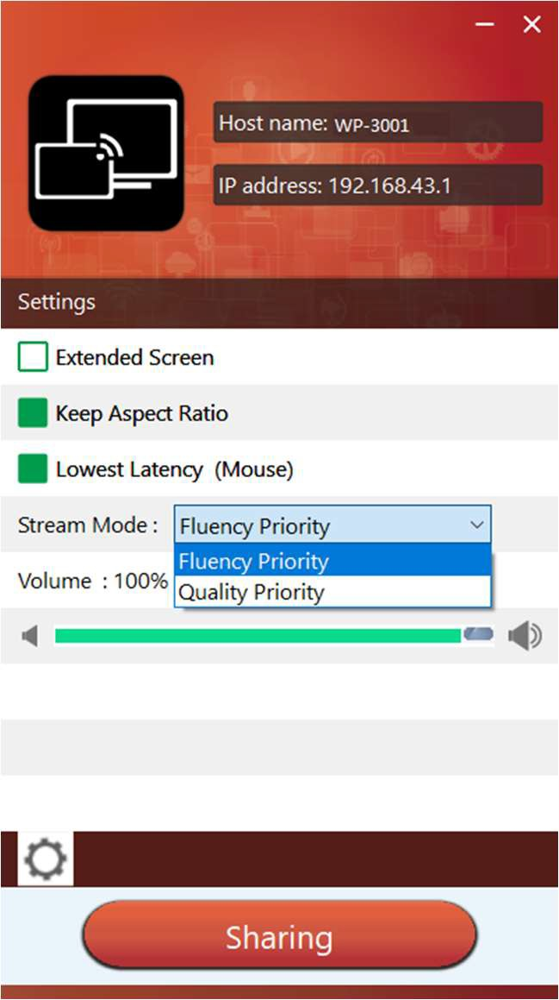 Host name: WP-3001
IP address: 192.168.43.1
Settings
Extended Screen
Keep Aspect Ratio
Lowest Latency (Mouse)
Stream Mode : Fluency Priority
Fluency Priority
Volume : 100%
Quality Priority
Sharing